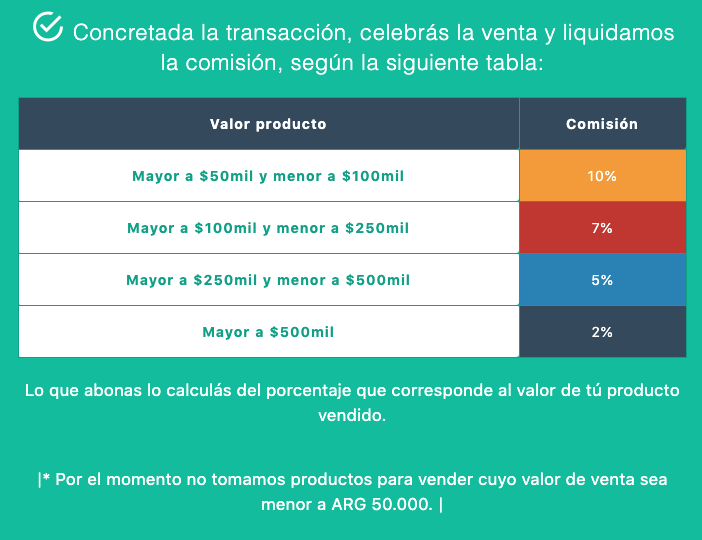 Concretada la transacción, celebrás la venta y liquidamos
la comisión, según la siguiente tabla:
Valor producto Comisión
Mayor a $50mil y menor a $100mil 10%
Mayor a $100mil y menor a $250mil 7%
Mayor a $250mil y menor a $500mil 5%
Mayor a $500mil 2%
Lo que abonas lo calculás del porcentaje que corresponde al valor de tú producto
vendido.
|* Por el momento no tomamos productos para vender cuyo valor de venta sea
menor a ARG 50.000. |